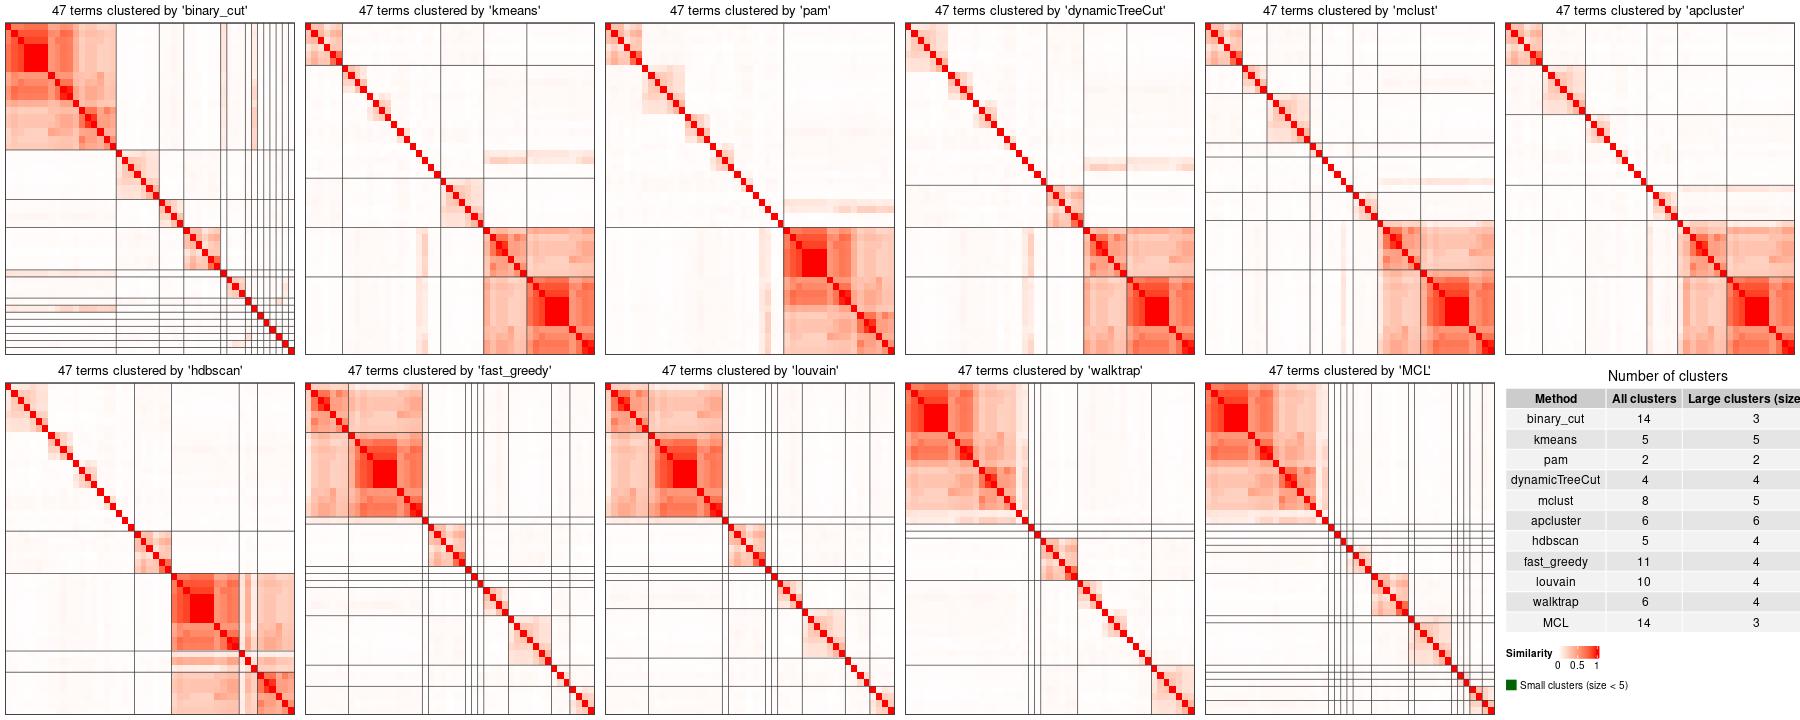 47 terms clustered by 'binary_cut'
47 terms clustered by 'kmeans'
47 terms clustered by 'pam'
47 terms clustered by 'dynamicTreeCut'
47 terms clustered by 'mclust'
47 terms clustered by 'apcluster'
47 terms clustered by 'hdbscan'
47 terms clustered by 'fast_greedy'
47 terms clustered by 'louvain'
47 terms clustered by 'walktrap'
47 terms clustered by 'MCL'
Number of clusters
Method All clusters Large clusters (size
binary_cut 14 3
kmeans 5 5
pam 2 2
dynamicTreeCut 4 4
mclust 8 5
apcluster 6 6
hdbscan 5 4
fast_greedy 11 4
louvain 10 4
walktrap 6 4
MCL 14 3
Similarity
0 0.5 1
Small clusters (size < 5)